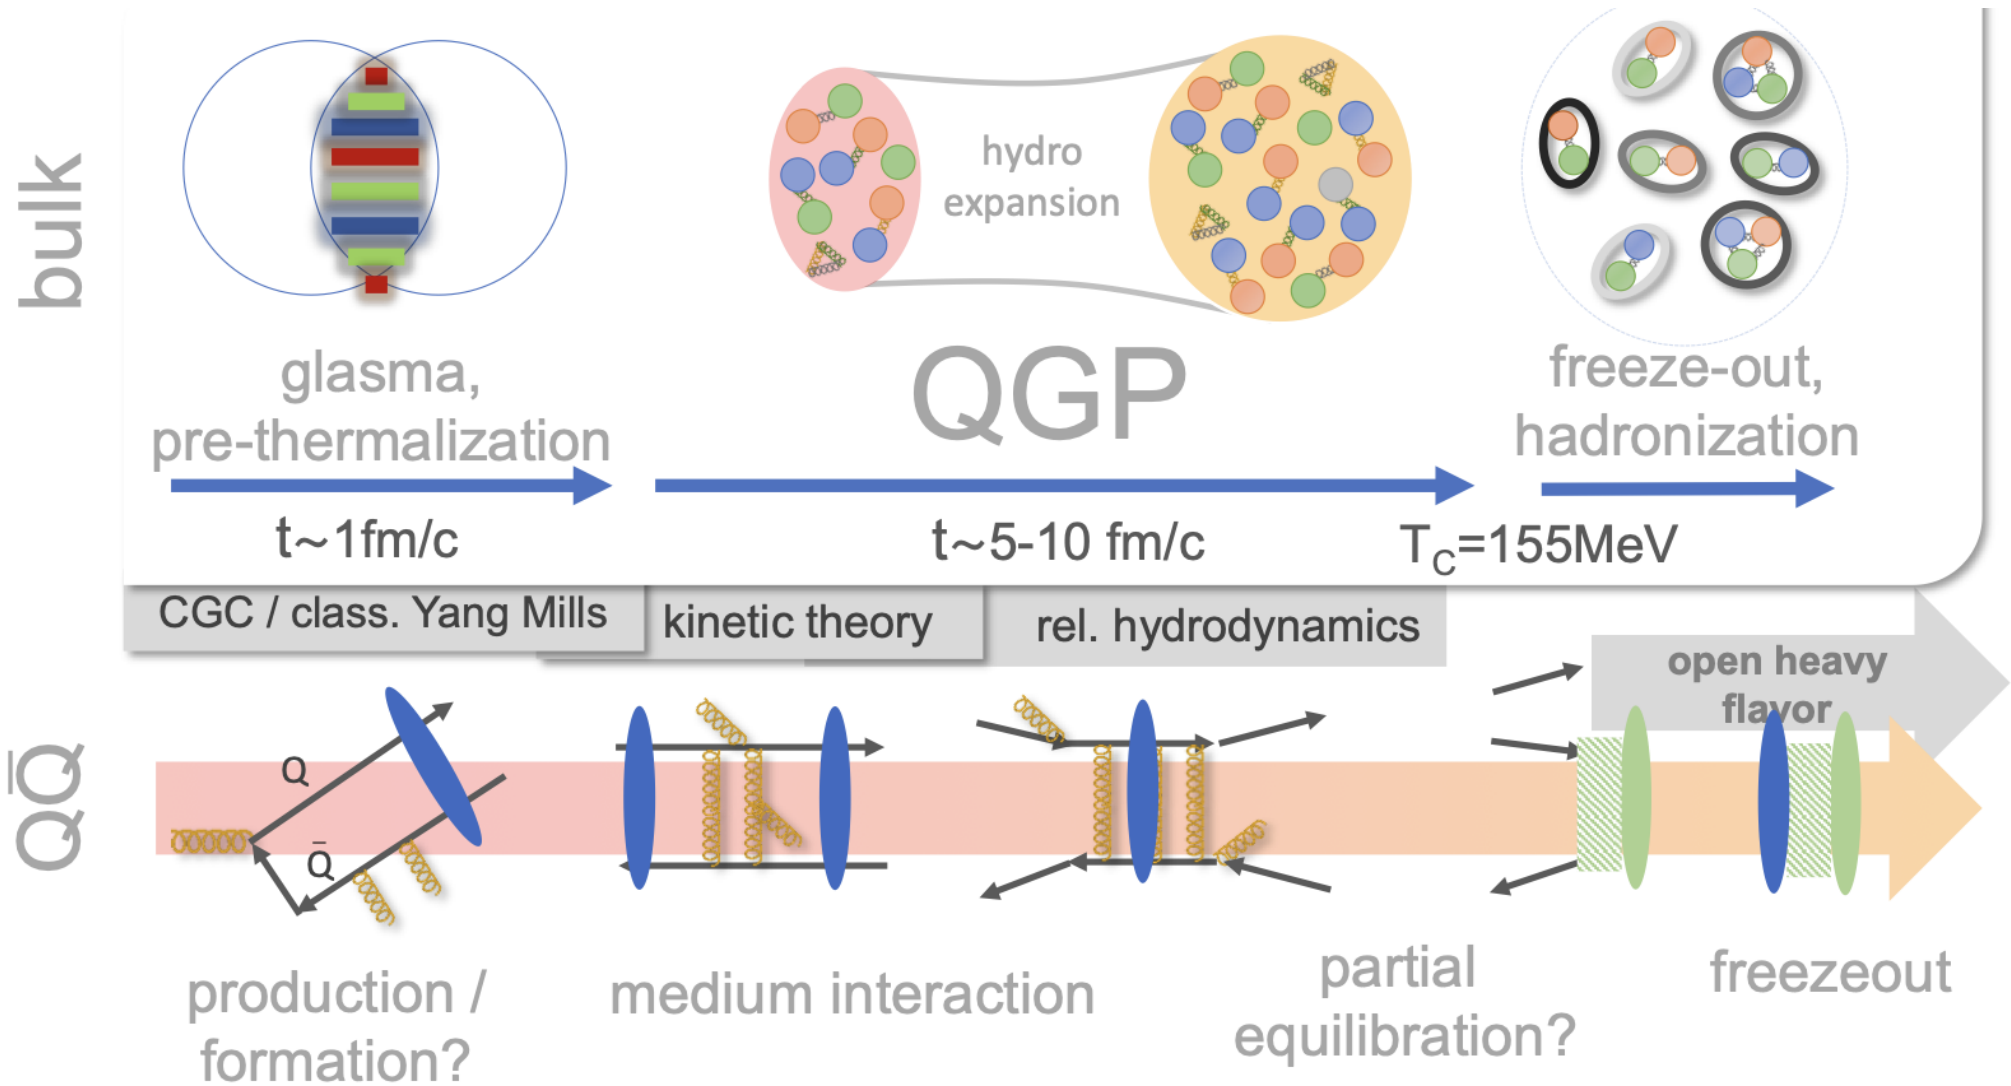 bulk
hydro
expansion
glasma,
pre-thermalization
QGP
freeze-out,
hadronization
t~1fm/c
t~5-10 fm/c
T_C=155MeV
CGC / class. Yang Mills
kinetic theory
rel. hydrodynamics
open heavy
flavor
QQ̄
Q
Q̄
production /
formation?
medium interaction
partial
equilibration?
freezeout